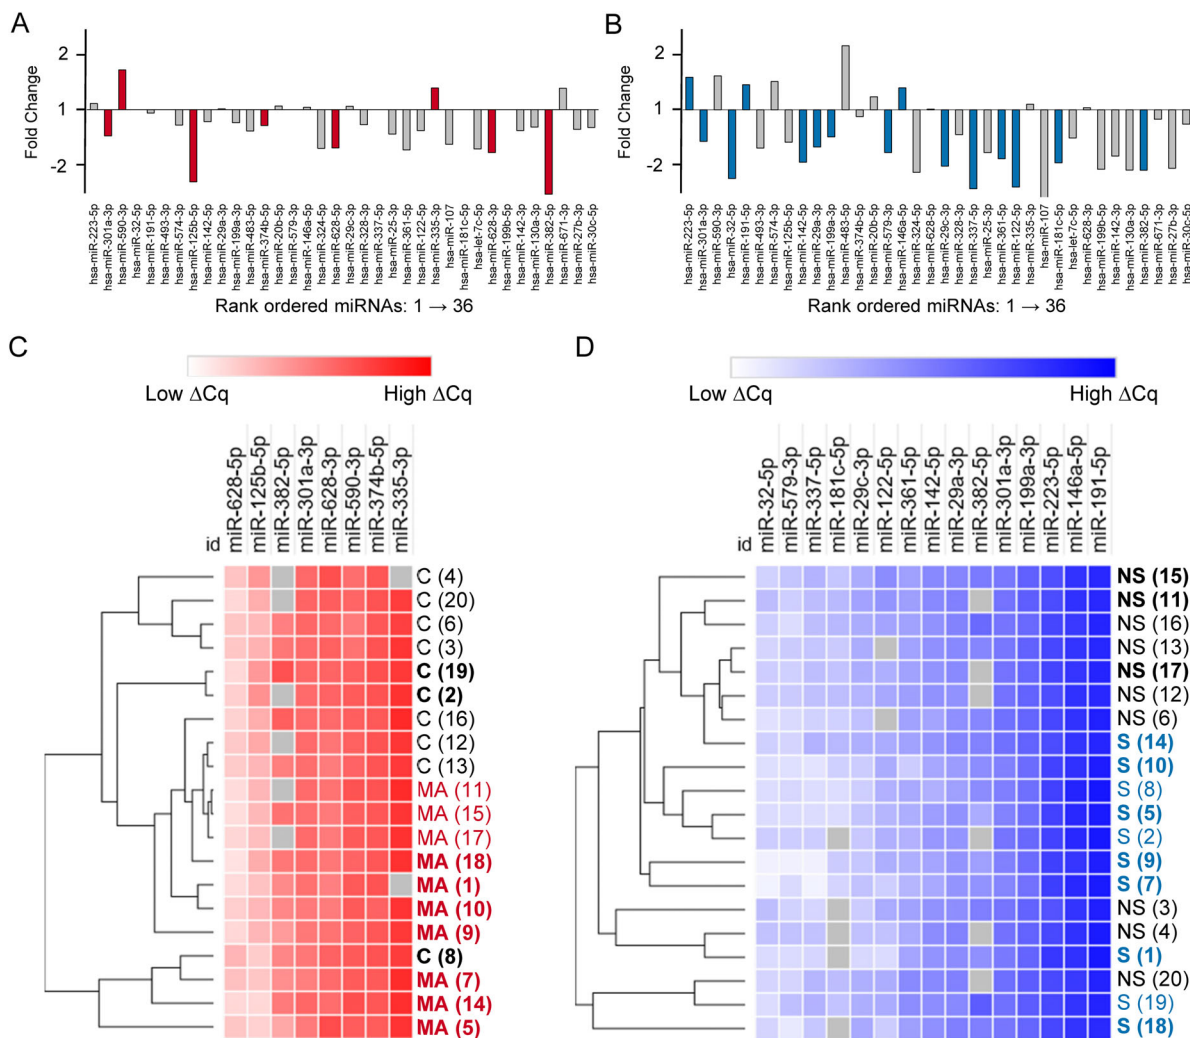 A
Fold Change
2
1
-2
hsa-miR-223-5p
hsa-miR-301a-3p
hsa-miR-590-3p
hsa-miR-32-5p
hsa-miR-191-5p
hsa-miR-493-3p
hsa-miR-574-3p
hsa-miR-125b-5p
hsa-miR-142-5p
hsa-miR-29a-3p
hsa-miR-199a-3p
hsa-miR-483-5p
hsa-miR-374b-5p
hsa-miR-20b-5p
hsa-miR-579-3p
hsa-miR-146a-5p
hsa-miR-324-5p
hsa-miR-628-5p
hsa-miR-29c-3p
hsa-miR-328-3p
hsa-miR-337-5p
hsa-miR-25-3p
hsa-miR-361-5p
hsa-miR-122-5p
hsa-miR-335-3p
hsa-miR-107
hsa-miR-181c-5p
hsa-let-7c-5p
hsa-miR-628-3p
hsa-miR-199b-5p
hsa-miR-142-3p
hsa-miR-130a-3p
hsa-miR-382-5p
hsa-miR-671-3p
hsa-miR-27b-3p
hsa-miR-30c-5p
Rank ordered miRNAs: 1 → 36
B
Fold Change
2
1
-2
hsa-miR-223-5p
hsa-miR-301a-3p
hsa-miR-590-3p
hsa-miR-32-5p
hsa-miR-191-5p
hsa-miR-493-3p
hsa-miR-574-3p
hsa-miR-125b-5p
hsa-miR-142-5p
hsa-miR-29a-3p
hsa-miR-199a-3p
hsa-miR-483-5p
hsa-miR-374b-5p
hsa-miR-20b-5p
hsa-miR-579-3p
hsa-miR-146a-5p
hsa-miR-324-5p
hsa-miR-628-5p
hsa-miR-29c-3p
hsa-miR-328-3p
hsa-miR-337-5p
hsa-miR-25-3p
hsa-miR-361-5p
hsa-miR-122-5p
hsa-miR-335-3p
hsa-miR-107
hsa-miR-181c-5p
hsa-let-7c-5p
hsa-miR-628-3p
hsa-miR-199b-5p
hsa-miR-142-3p
hsa-miR-130a-3p
hsa-miR-382-5p
hsa-miR-671-3p
hsa-miR-27b-3p
hsa-miR-30c-5p
Rank ordered miRNAs: 1 → 36
C
Low ΔCq
High ΔCq
id
miR-628-5p
miR-125b-5p
miR-382-5p
miR-301a-3p
miR-628-3p
miR-590-3p
miR-374b-5p
miR-335-3p
C (4)
C (20)
C (6)
C (3)
C (19)
C (2)
C (16)
C (12)
C (13)
MA (11)
MA (15)
MA (17)
MA (18)
MA (1)
MA (10)
MA (9)
C (8)
MA (7)
MA (14)
MA (5)
D
Low ΔCq
High ΔCq
id
miR-32-5p
miR-579-3p
miR-337-5p
miR-181c-5p
miR-29c-3p
miR-122-5p
miR-361-5p
miR-142-5p
miR-29a-3p
miR-382-5p
miR-301a-3p
miR-199a-3p
miR-223-5p
miR-146a-5p
miR-191-5p
NS (15)
NS (11)
NS (16)
NS (13)
NS (17)
NS (12)
NS (6)
S (14)
S (10)
S (8)
S (5)
S (2)
S (9)
S (7)
NS (3)
NS (4)
S (1)
NS (20)
S (19)
S (18)